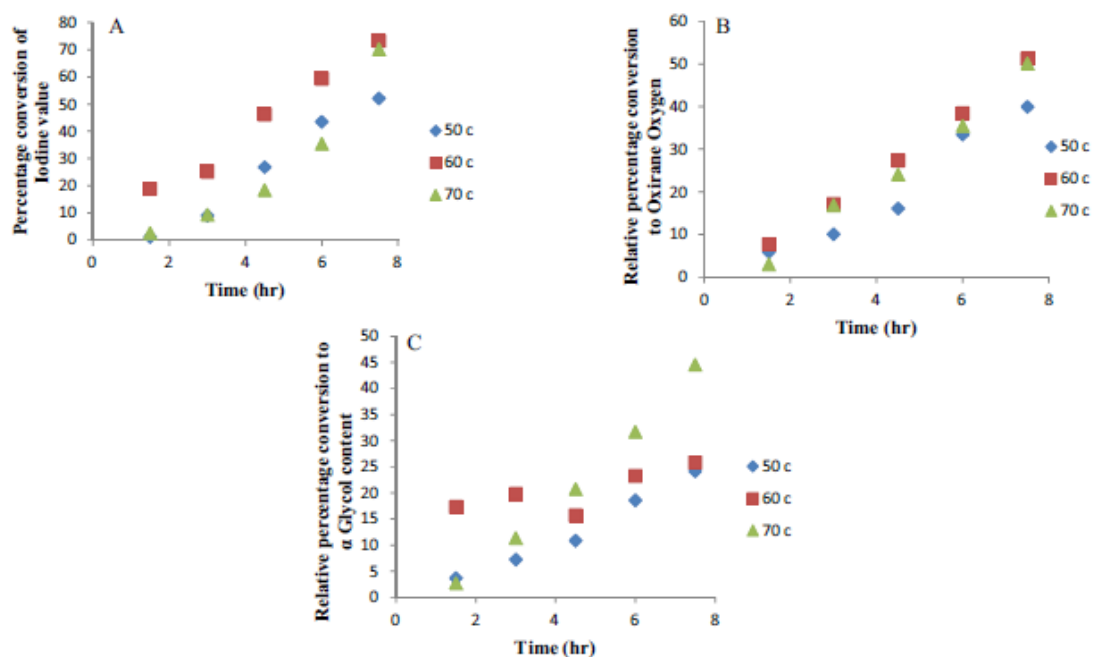 A
Percentage conversion of
Iodine value
80
70
60
50
40
30
20
10
0
0 2 4 6 8
Time (hr)
50 c
60 c
70 c
B
Relative percentage conversion
to Oxirane Oxygen
60
50
40
30
20
10
0
0 2 4 6 8
Time (hr)
50 c
60 c
70 c
C
Relative percentage conversion to
α Glycol content
50
45
40
35
30
25
20
15
10
5
0
0 2 4 6 8
Time (hr)
50 c
60 c
70 c